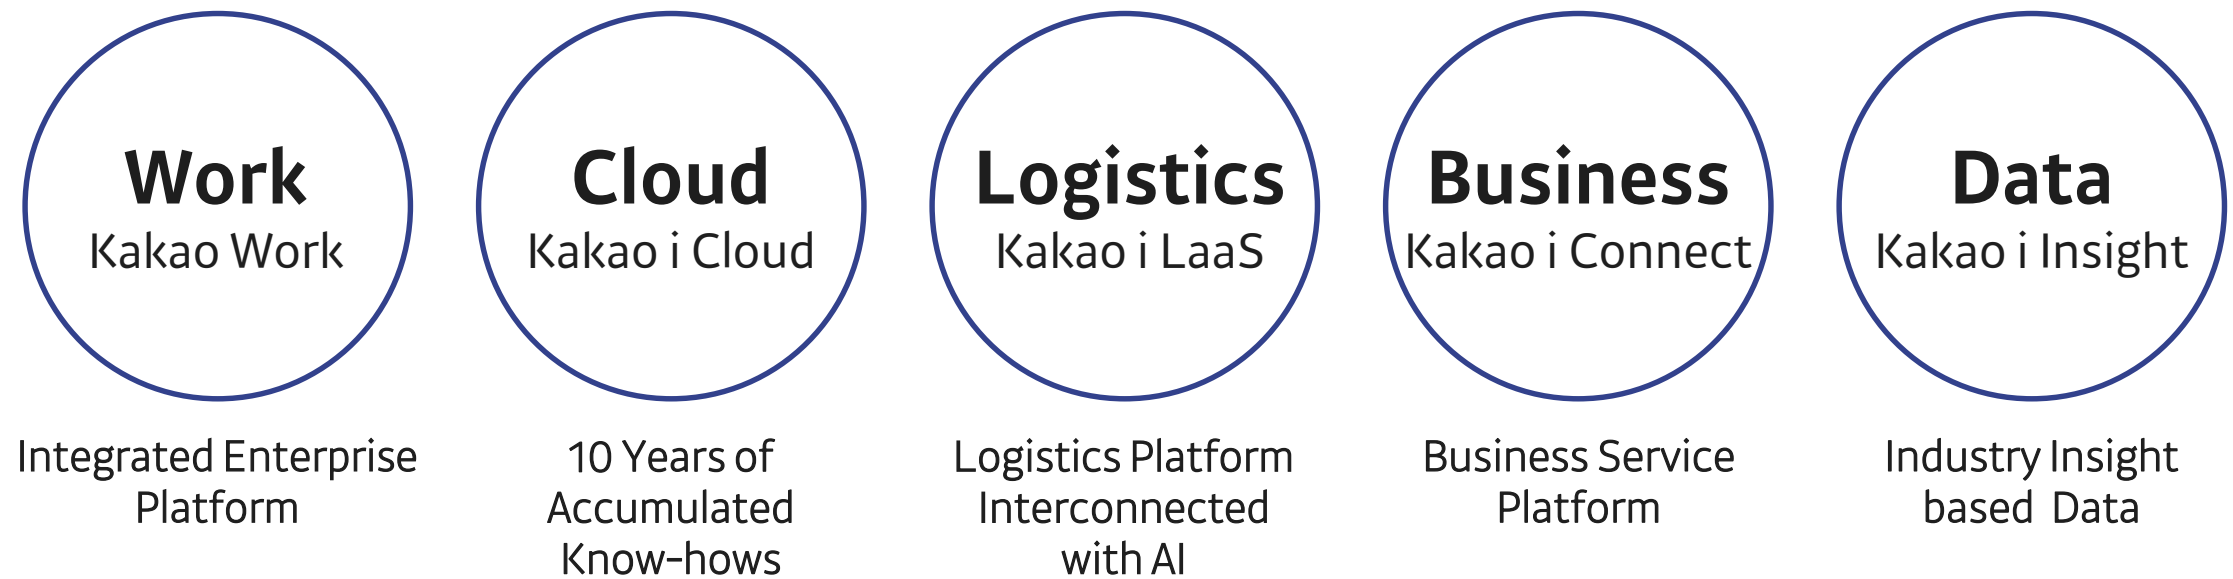 Work
Kakao Work
Integrated Enterprise
Platform
Cloud
Kakao i Cloud
10 Years of
Accumulated
Know-hows
Logistics
Kakao i LaaS
Logistics Platform
Interconnected
with AI
Business
Kakao i Connect
Business Service
Platform
Data
Kakao i Insight
Industry Insight
based Data